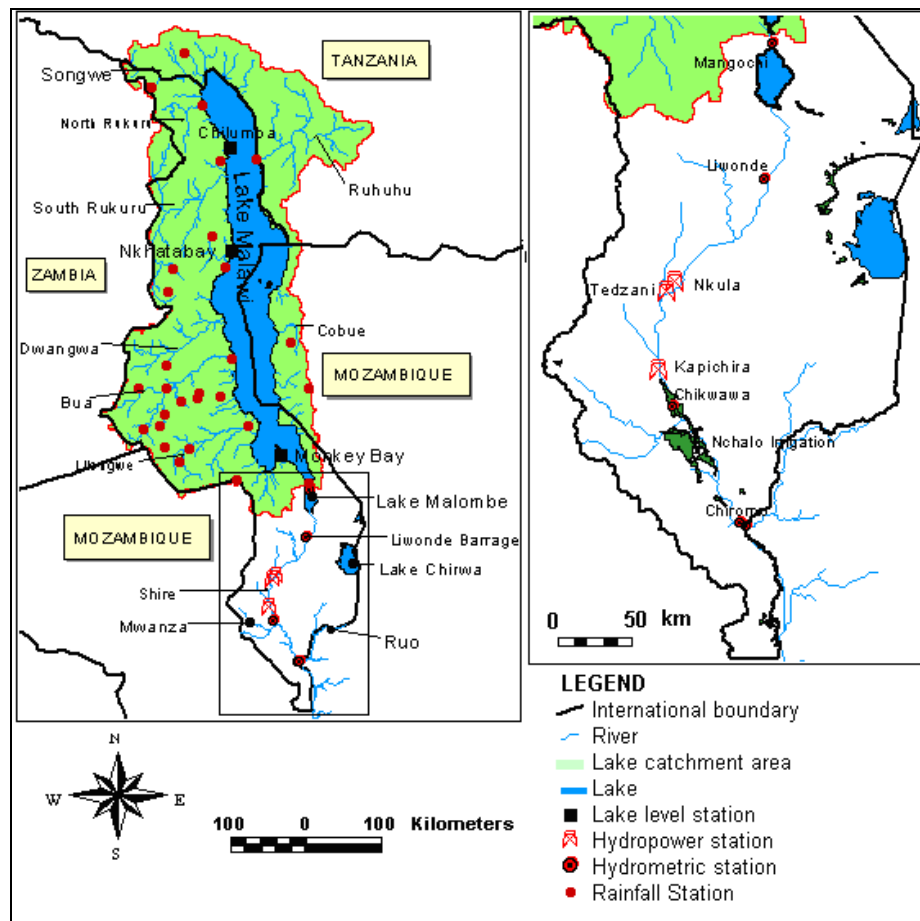 TANZANIA
Songwe
North Rukuru
Chilumba
Ruhuhu
Lake Malawi
South Rukuru
Nkhatabay
ZAMBIA
Cobue
Dwangwa
MOZAMBIQUE
Bua
Lilongwe
Monkey Bay
Lake Malombe
MOZAMBIQUE
Liwonde Barrage
Lake Chirwa
Shire
Mwanza
Ruo
N
W E
S
100 0 100 Kilometers
Mangochi
Liwonde
Tedzani
Nkula
Kapichira
Chikwawa
Nchalo Irrigation
Chiromo
0 50 km
LEGEND
International boundary
River
Lake catchment area
Lake
Lake level station
Hydropower station
Hydrometric station
Rainfall Station